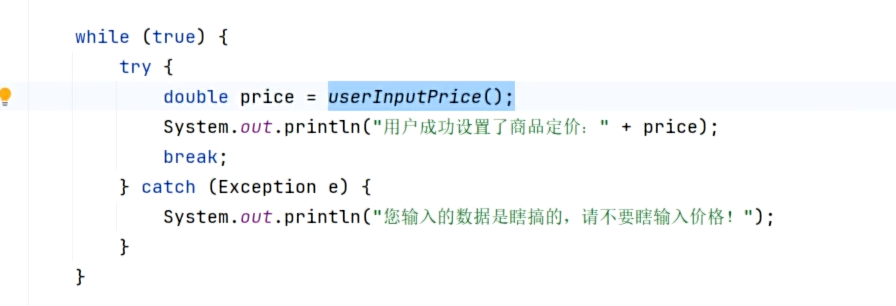 while (true) {
try {
double price = userInputPrice();
System.out.println("用户成功设置了商品定价：" + price);
break;
} catch (Exception e) {
System.out.println("您输入的数据是瞎搞的，请不要瞎输入价格！");
}
}